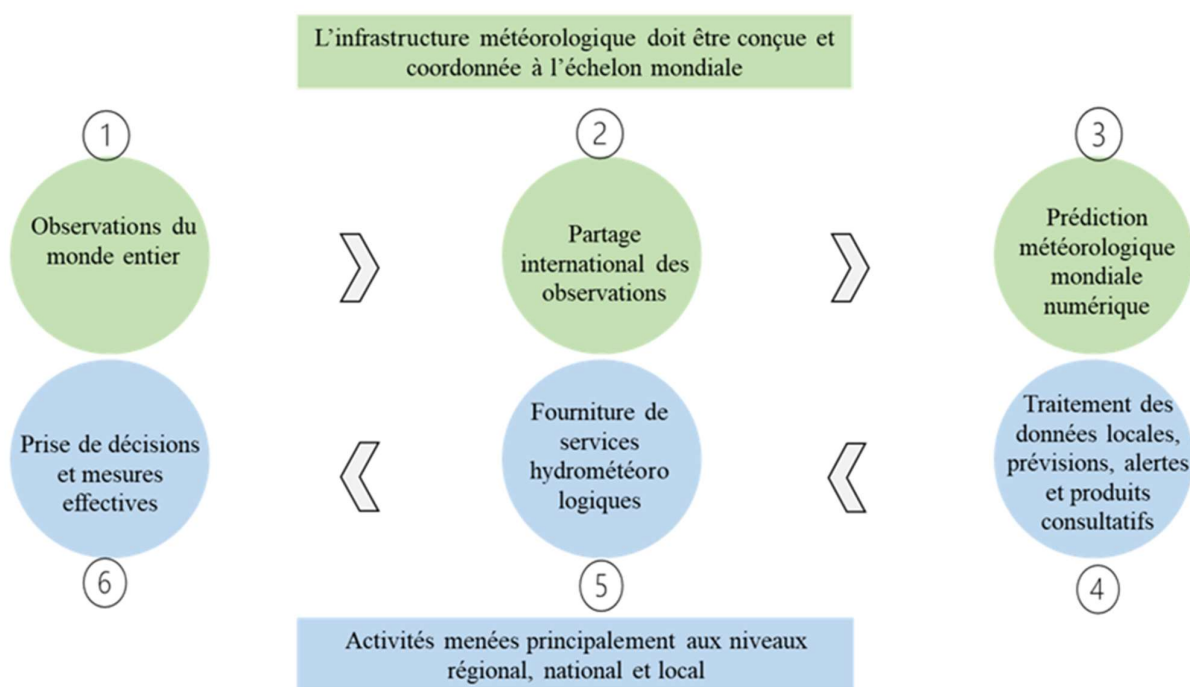 L'infrastructure météorologique doit être conçue et
coordonnée à l'échelon mondiale
1
Observations du
monde entier
2
Partage
international des
observations
3
Prédiction
météorologique
mondiale
numérique
Traitement des
données locales,
prévisions, alertes
et produits
consultatifs
4
Fourniture de
services
hydrométéoro
logiques
5
Prise de décisions
et mesures
effectives
6
Activités menées principalement aux niveaux
régional, national et local